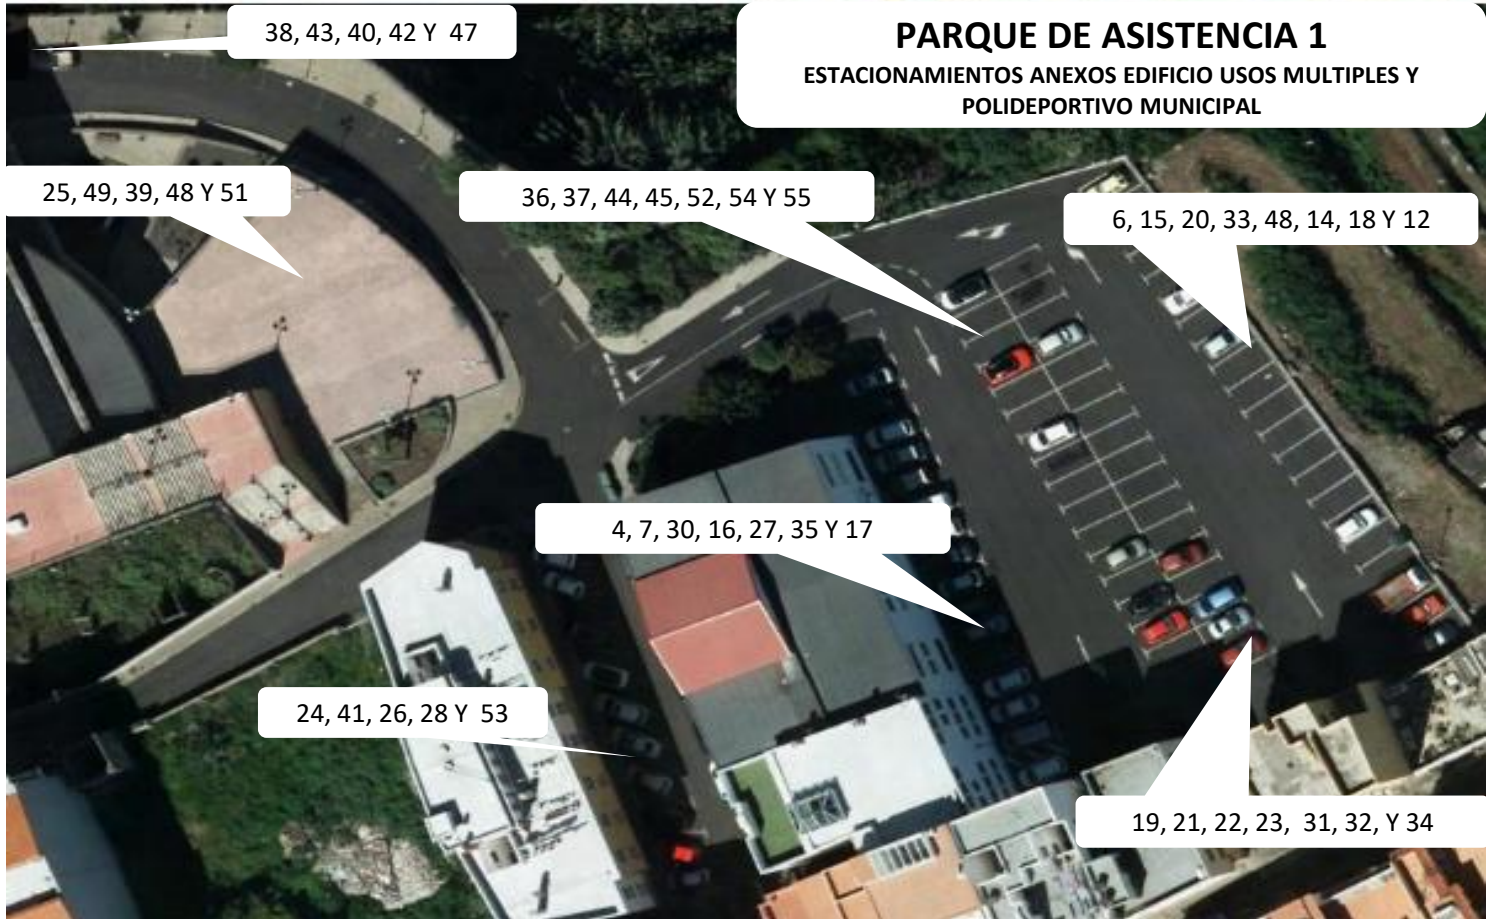 38, 43, 40, 42 Y 47
PARQUE DE ASISTENCIA 1
ESTACIONAMIENTOS ANEXOS EDIFICIO USOS MULTIPLES Y
POLIDEPORTIVO MUNICIPAL
25, 49, 39, 48 Y 51
36, 37, 44, 45, 52, 54 Y 55
6, 15, 20, 33, 48, 14, 18 Y 12
4, 7, 30, 16, 27, 35 Y 17
24, 41, 26, 28 Y 53
19, 21, 22, 23, 31, 32, Y 34